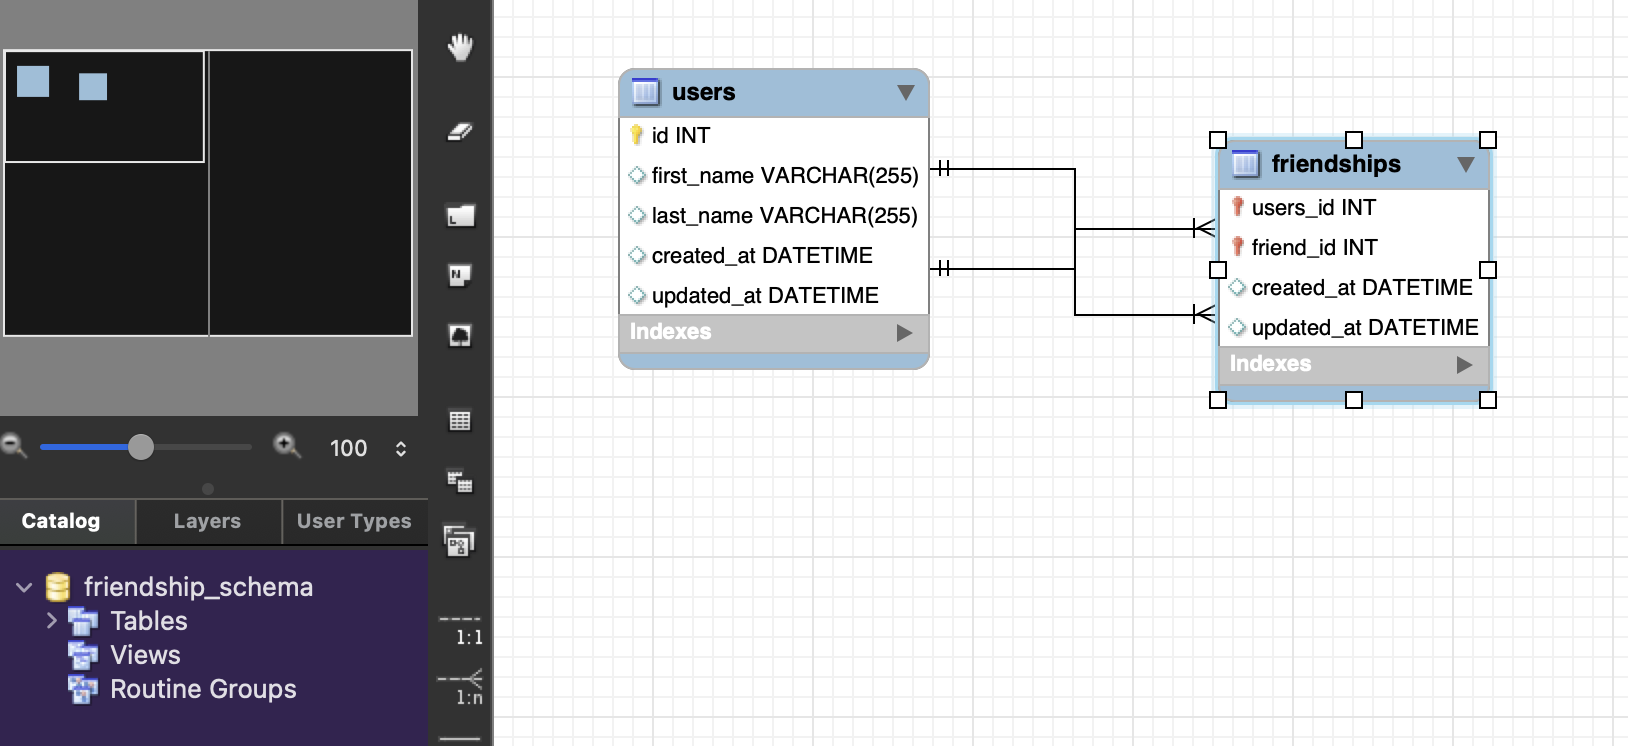 100
Catalog
Layers
User Types
friendship_schema
Tables
Views
Routine Groups
L
N
1:1
1:n
users
id INT
first_name VARCHAR(255)
last_name VARCHAR(255)
created_at DATETIME
updated_at DATETIME
Indexes
friendships
users_id INT
friend_id INT
created_at DATETIME
updated_at DATETIME
Indexes